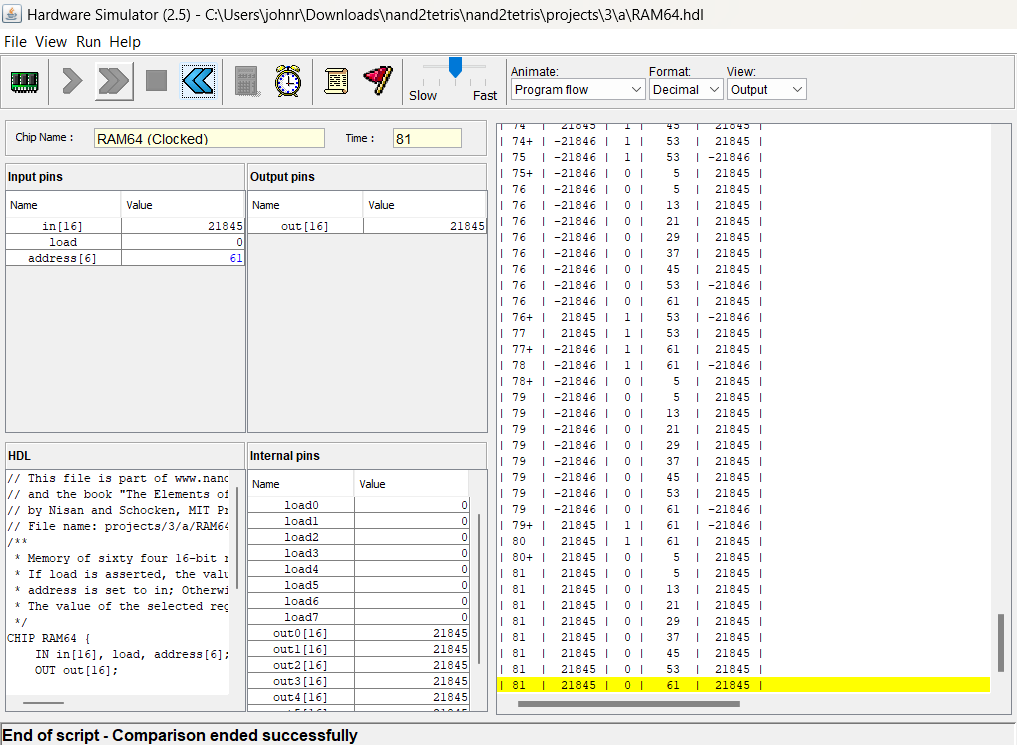 Hardware Simulator (2.5) - C:\Users\johnr\Downloads\nand2tetris\nand2tetris\projects\3\a\RAM64.hdl
File View Run Help
Slow Fast
Animate: Format: View:
Program flow Decimal Output
Chip Name : RAM64 (Clocked) Time : 81
Input pins
Name Value
in[16] 21845
load 0
address[6] 61
Output pins
Name Value
out[16] 21845
HDL
// This file is part of www.nand
// and the book "The Elements of
// by Nisan and Schocken, MIT Pr
// File name: projects/3/a/RAM64
/**
* Memory of sixty four 16-bit r
* If load is asserted, the valu
* address is set to in; Otherwi
* The value of the selected reg
*/
CHIP RAM64 {
IN in[16], load, address[6];
OUT out[16];
Internal pins
Name Value
load0 0
load1 0
load2 0
load3 0
load4 0
load5 0
load6 0
load7 0
out0[16] 21845
out1[16] 21845
out2[16] 21845
out3[16] 21845
out4[16] 21845
| 74 | 21845 | 1 | 45 | 21845 |
| 74+ | -21846 | 1 | 53 | 21845 |
| 75 | -21846 | 1 | 53 | -21846 |
| 75+ | -21846 | 0 | 5 | 21845 |
| 76 | -21846 | 0 | 5 | 21845 |
| 76 | -21846 | 0 | 13 | 21845 |
| 76 | -21846 | 0 | 21 | 21845 |
| 76 | -21846 | 0 | 29 | 21845 |
| 76 | -21846 | 0 | 37 | 21845 |
| 76 | -21846 | 0 | 45 | 21845 |
| 76 | -21846 | 0 | 53 | -21846 |
| 76 | -21846 | 0 | 61 | 21845 |
| 76+ | 21845 | 1 | 53 | -21846 |
| 77 | 21845 | 1 | 53 | 21845 |
| 77+ | -21846 | 1 | 61 | 21845 |
| 78 | -21846 | 1 | 61 | -21846 |
| 78+ | -21846 | 0 | 5 | 21845 |
| 79 | -21846 | 0 | 5 | 21845 |
| 79 | -21846 | 0 | 13 | 21845 |
| 79 | -21846 | 0 | 21 | 21845 |
| 79 | -21846 | 0 | 29 | 21845 |
| 79 | -21846 | 0 | 37 | 21845 |
| 79 | -21846 | 0 | 45 | 21845 |
| 79 | -21846 | 0 | 53 | 21845 |
| 79 | -21846 | 0 | 61 | -21846 |
| 79+ | 21845 | 1 | 61 | -21846 |
| 80 | 21845 | 1 | 61 | 21845 |
| 80+ | 21845 | 0 | 5 | 21845 |
| 81 | 21845 | 0 | 5 | 21845 |
| 81 | 21845 | 0 | 13 | 21845 |
| 81 | 21845 | 0 | 21 | 21845 |
| 81 | 21845 | 0 | 29 | 21845 |
| 81 | 21845 | 0 | 37 | 21845 |
| 81 | 21845 | 0 | 45 | 21845 |
| 81 | 21845 | 0 | 53 | 21845 |
| 81 | 21845 | 0 | 61 | 21845 |
End of script - Comparison ended successfully